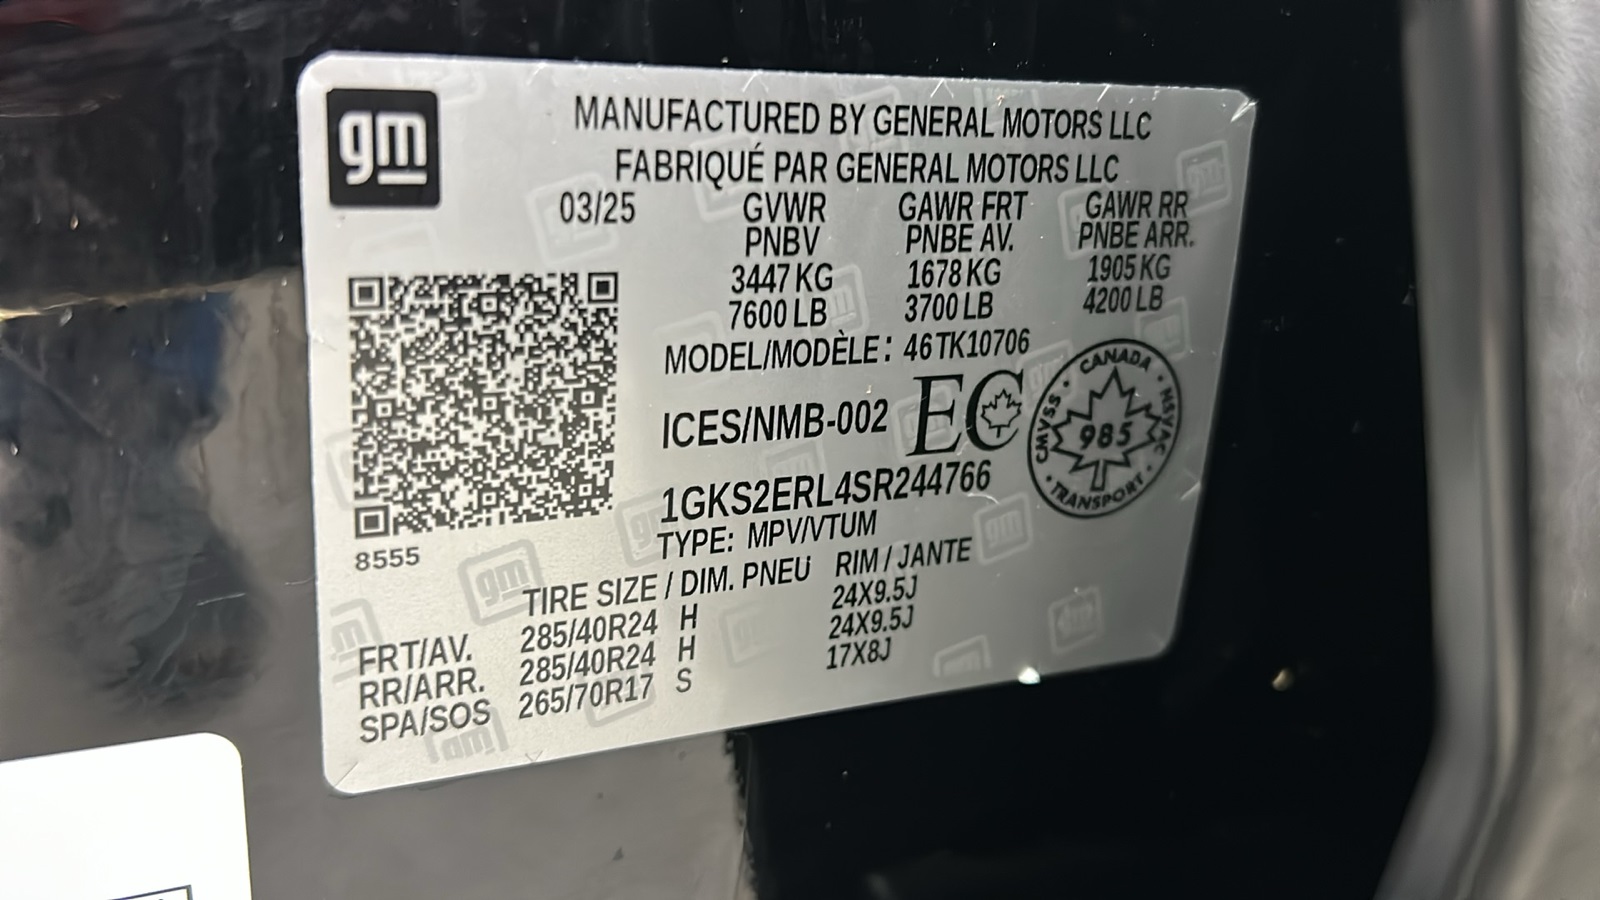 gm
MANUFACTURED BY GENERAL MOTORS LLC
FABRIQUÉ PAR GENERAL MOTORS LLC
03/25 GVWR GAWR FRT GAWR RR
PNBV PNBE AV. PNBE ARR.
3447 KG 1678 KG 1905 KG
7600 LB 3700 LB 4200 LB
MODEL/MODÈLE: 46TK10706
ICES/NMB-002 EC
CANADA · NSVAC · TRANSPORT · CMVSS ·
985
1GKS2ERL4SR244766
TYPE: MPV/VTUM
8555
TIRE SIZE / DIM. PNEU RIM / JANTE
FRT/AV. 285/40R24 H 24X9.5J
RR/ARR. 285/40R24 H 24X9.5J
SPA/SOS 265/70R17 S 17X8J